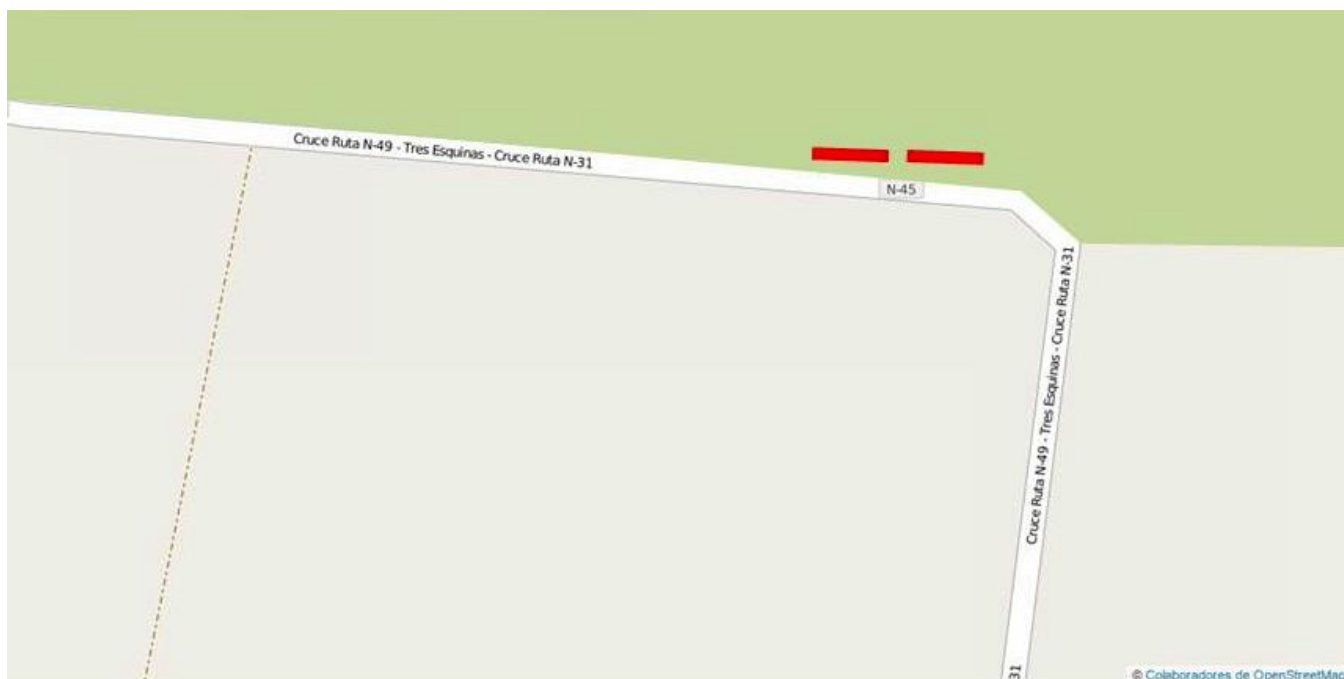 Cruce Ruta N-49 - Tres Esquinas - Cruce Ruta N-31
N-45
Cruce Ruta N-49 - Tres Esquinas - Cruce Ruta N-31
31
© Colaboradores de OpenStreetMap